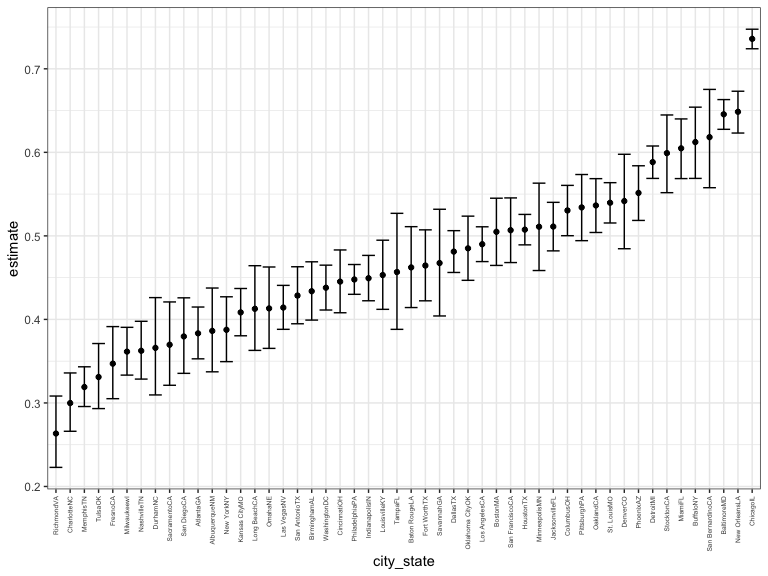 0.7
0.6
0.5
0.4
0.3
0.2
estimate
RichmondVA
CharlotteNC
MemphisTN
TulsaOK
FresnoCA
MilwaukeewI
NashvilleTN
DurhamNC
SacramentoCA
San DiegoCA
AtlantaGA
AlbuquerqueNM
New YorkNY
Kansas CityMO
Long BeachCA
OmahaNE
Las VegasNV
San AntonioTX
BirminghamAL
WashingtonDC
CincinnatiOH
PhiladelphiaPA
IndianapolisIN
LouisvilleKY
TampaFL
Baton RougeLA
Fort WorthTX
SavannahGA
DallasTX
Oklahoma CityOK
Los AngelesCA
BostonMA
San FranciscoCA
HoustonTX
MinneapolisMN
JacksonvilleFL
ColumbusOH
PittsburghPA
OaklandCA
St. LouisMO
DenverCO
PhoenixAZ
DetroitMI
StocktonCA
MiamiFL
BuffaloNY
San BernardinoCA
BaltimoreMD
New OrleansLA
ChicagoIL
city_state